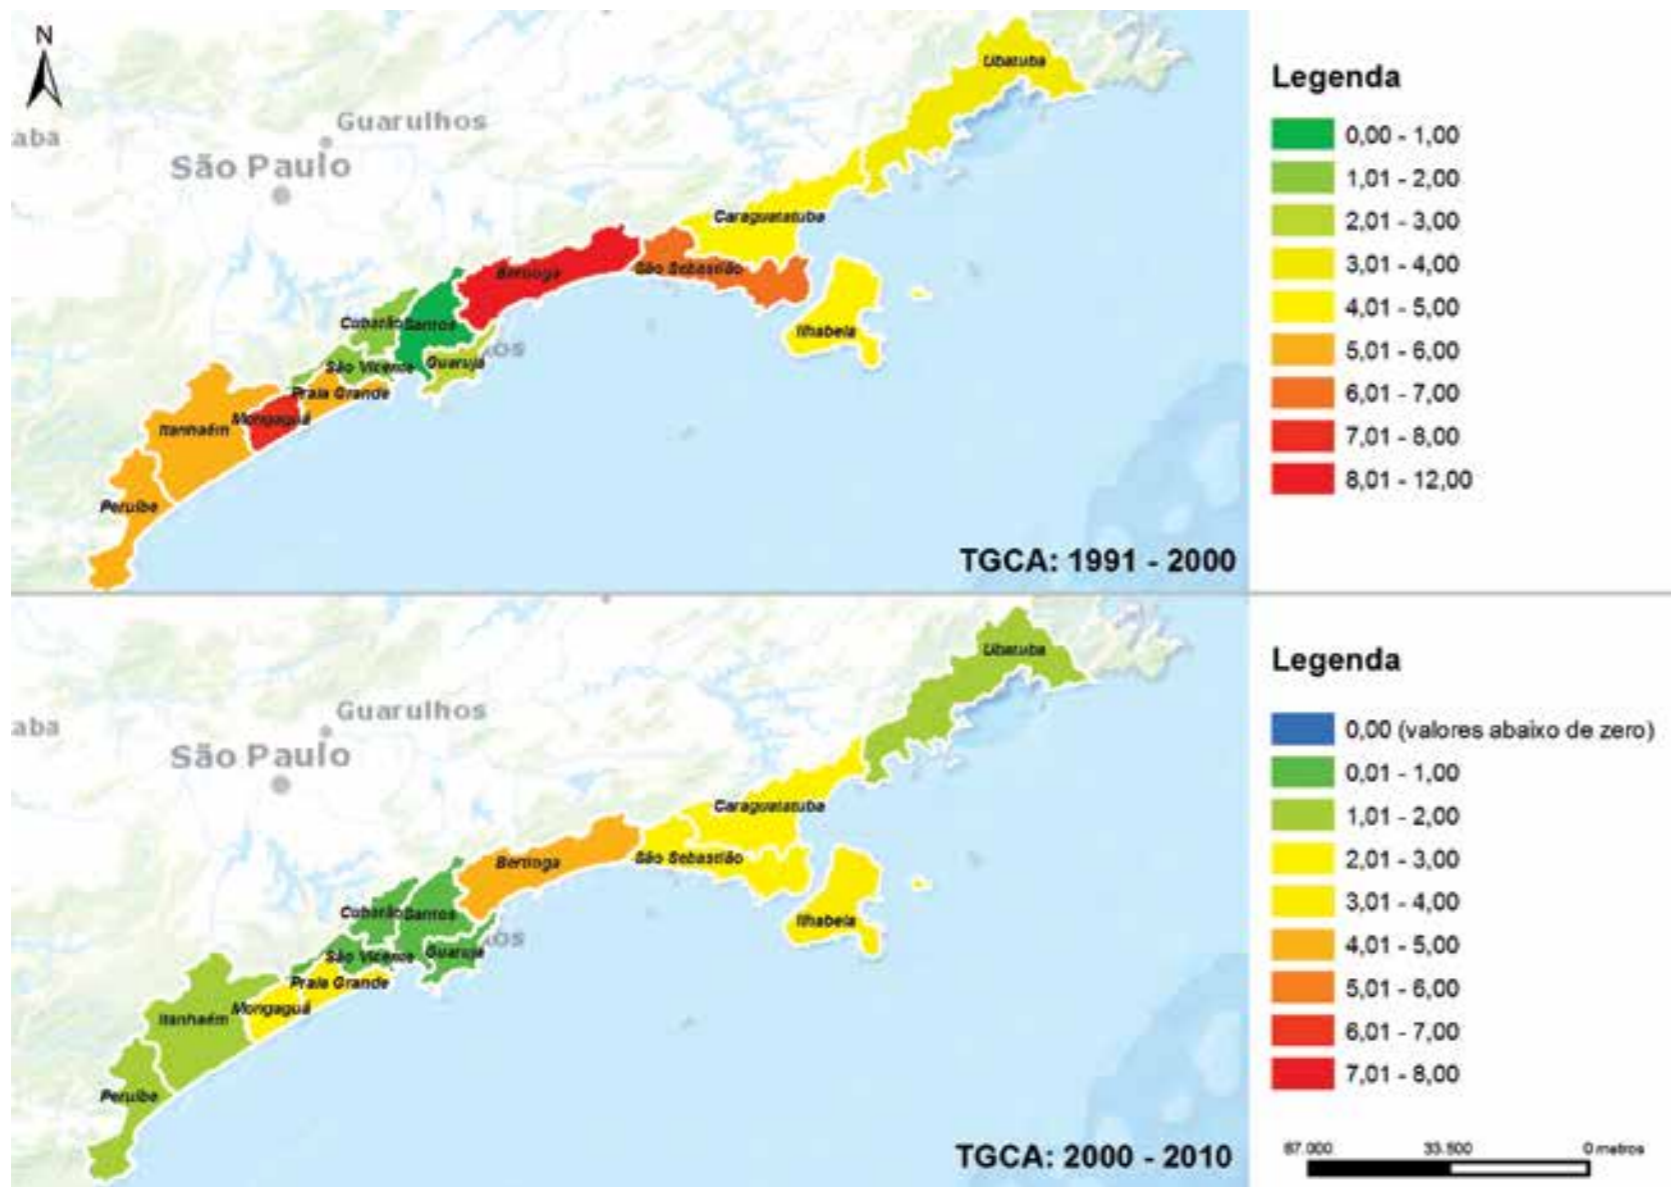 N
Ubatuba
Guarulhos
aba
São Paulo
Caraguatatuba
Bertioga
São Sebastião
Cubatão
Santos
Ilhabela
São Vicente
Guarujá
Praia Grande
Mongaguá
Itanhaém
Peruíbe
TGCA: 1991 - 2000
Legenda
0,00 - 1,00
1,01 - 2,00
2,01 - 3,00
3,01 - 4,00
4,01 - 5,00
5,01 - 6,00
6,01 - 7,00
7,01 - 8,00
8,01 - 12,00
Ubatuba
Guarulhos
aba
São Paulo
Caraguatatuba
Bertioga
São Sebastião
Cubatão
Santos
Ilhabela
São Vicente
Guarujá
Praia Grande
Mongaguá
Itanhaém
Peruíbe
TGCA: 2000 - 2010
Legenda
0,00 (valores abaixo de zero)
0,01 - 1,00
1,01 - 2,00
2,01 - 3,00
3,01 - 4,00
4,01 - 5,00
5,01 - 6,00
6,01 - 7,00
7,01 - 8,00
67.000 33.500 0 metros